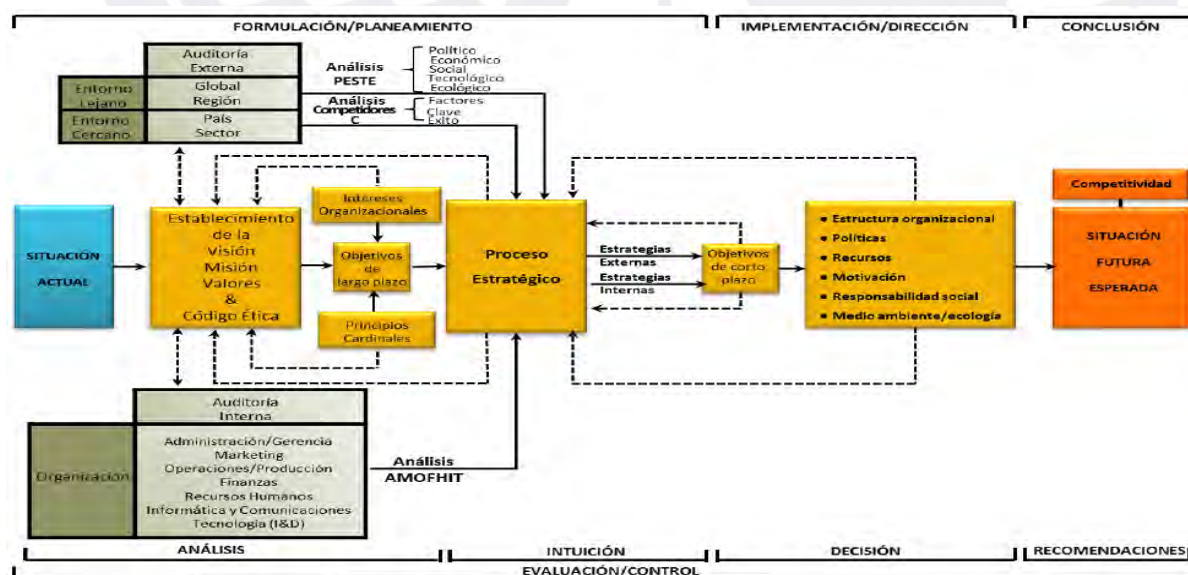 FORMULACIÓN/PLANEAMIENTO
IMPLEMENTACIÓN/DIRECCIÓN
CONCLUSIÓN
Auditoría
Externa
Entorno
Lejano
Global
Región
Entorno
Cercano
País
Sector
Análisis
PESTE
Político
Económico
Social
Tecnológico
Ecológico
Análisis
Competidores
C
Factores
Clave
Éxito
SITUACIÓN
ACTUAL
Establecimiento
de la
Visión
Misión
Valores
&
Código Ética
Intereses
Organizacionales
Objetivos
de
largo plazo
Principios
Cardinales
Proceso
Estratégico
Estrategias
Externas
Estrategias
Internas
Objetivos
de corto
plazo
• Estructura organizacional
• Políticas
• Recursos
• Motivación
• Responsabilidad social
• Medio ambiente/ecología
Competitividad
SITUACIÓN
FUTURA
ESPERADA
Auditoría
Interna
Organización
Administración/Gerencia
Marketing
Operaciones/Producción
Finanzas
Recursos Humanos
Informática y Comunicaciones
Tecnología (I&D)
Análisis
AMOFHIT
ANÁLISIS
INTUICIÓN
DECISIÓN
RECOMENDACIONES
EVALUACIÓN/CONTROL